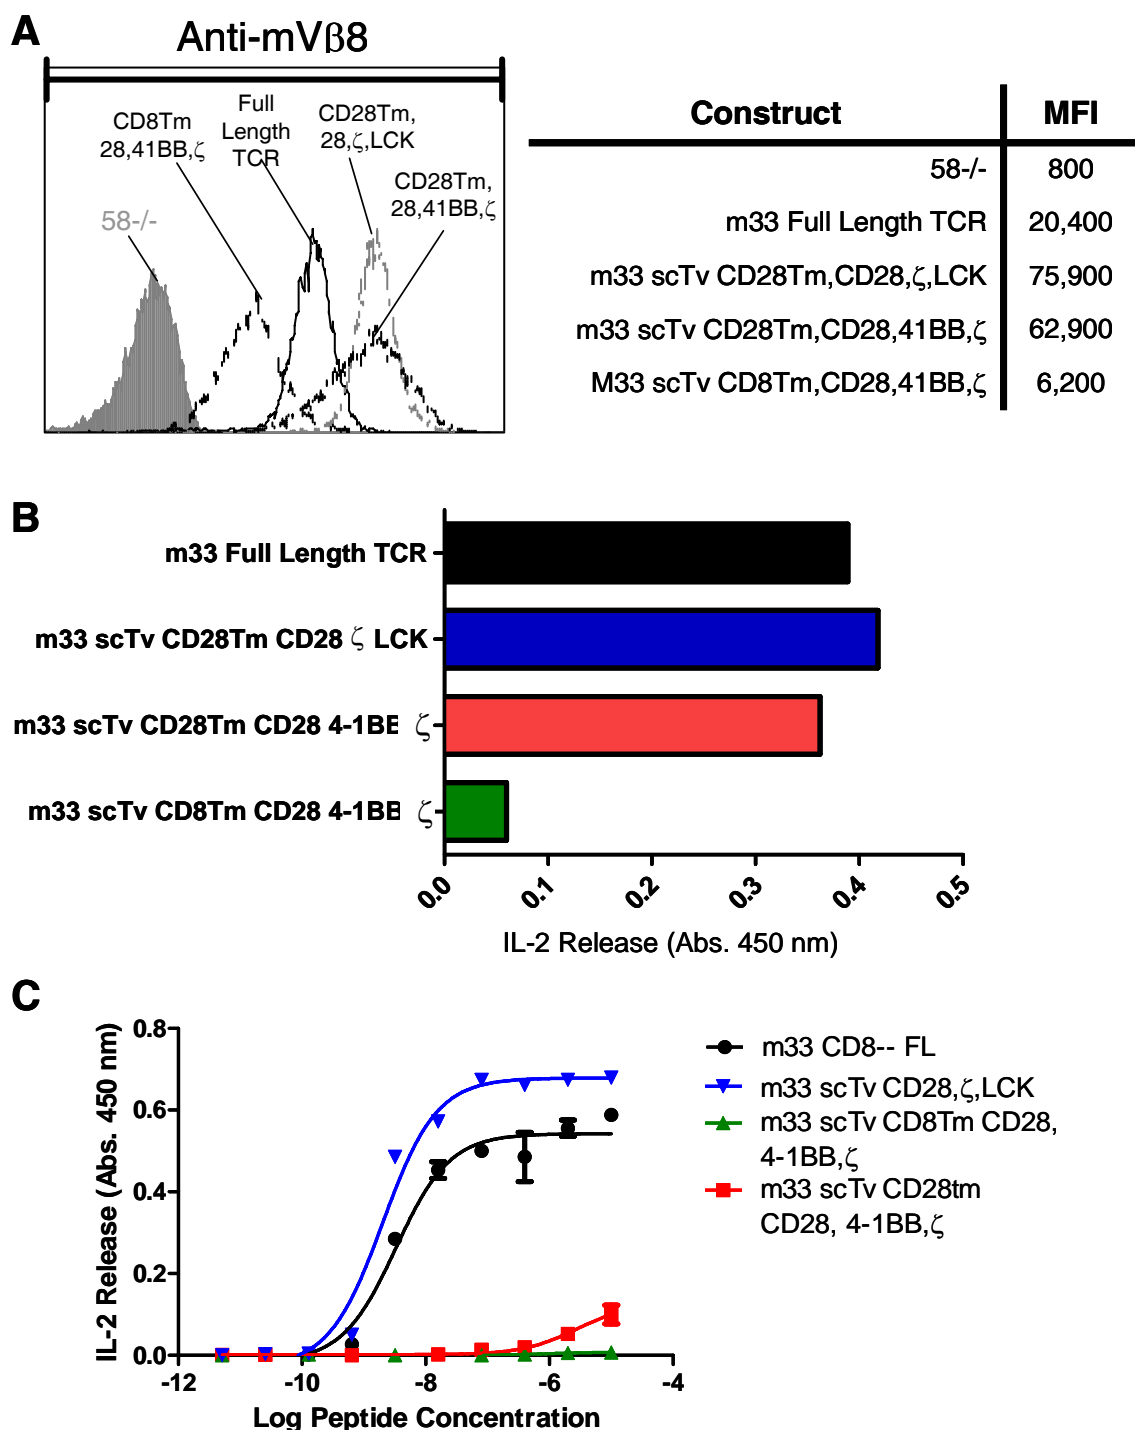 A
Anti-mVβ8
CD8Tm
28,41BB,ζ
Full
Length
TCR
CD28Tm,
28,ζ,LCK
CD28Tm,
28,41BB,ζ
58-/-
Construct MFI
58-/- 800
m33 Full Length TCR 20,400
m33 scTv CD28Tm,CD28,ζ,LCK 75,900
m33 scTv CD28Tm,CD28,41BB,ζ 62,900
M33 scTv CD8Tm,CD28,41BB,ζ 6,200
B
m33 Full Length TCR
m33 scTv CD28Tm CD28 ζ LCK
m33 scTv CD28Tm CD28 4-1BB ζ
m33 scTv CD8Tm CD28 4-1BB ζ
0.0 0.1 0.2 0.3 0.4 0.5
IL-2 Release (Abs. 450 nm)
C
IL-2 Release (Abs. 450 nm)
0.8
0.6
0.4
0.2
0.0
-12 -10 -8 -6 -4
Log Peptide Concentration
m33 CD8-- FL
m33 scTv CD28,ζ,LCK
m33 scTv CD8Tm CD28,
4-1BB,ζ
m33 scTv CD28tm
CD28, 4-1BB,ζ